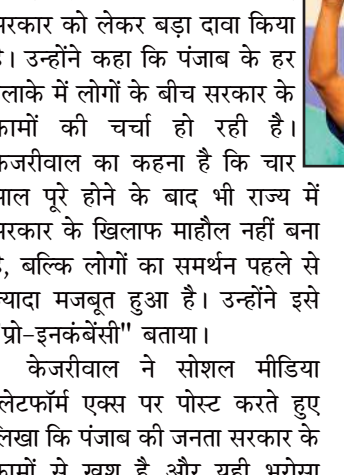 सरकार को लेकर बड़ा दावा किया
है। उन्होंने कहा कि पंजाब के हर
इलाके में लोगों के बीच सरकार के
कामों की चर्चा हो रही है।
केजरीवाल का कहना है कि चार
साल पूरे होने के बाद भी राज्य में
सरकार के खिलाफ माहौल नहीं बना
है, बल्कि लोगों का समर्थन पहले से
ज्यादा मजबूत हुआ है। उन्होंने इसे
"प्रो-इनकंबेंसी" बताया।
केजरीवाल ने सोशल मीडिया
प्लेटफॉर्म एक्स पर पोस्ट करते हुए
लिखा कि पंजाब की जनता सरकार के
कामों से खुश है और यही भरोसा